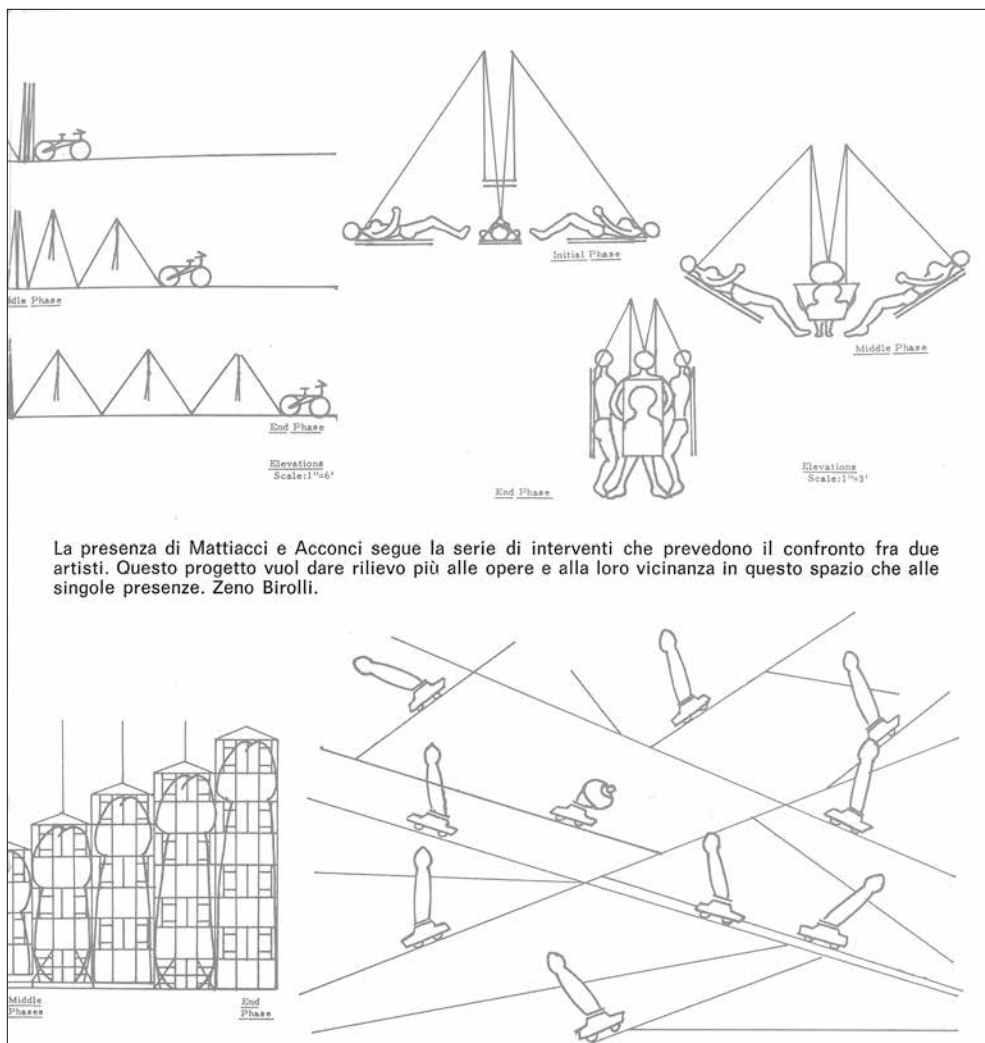 Initial Phase
ddle Phase
Middle Phase
End Phase
Elevations
Scale:1"=6'
End Phase
Elevations
Scale:1"=3'
La presenza di Mattiacci e Acconci segue la serie di interventi che prevedono il confronto fra due
artisti. Questo progetto vuol dare rilievo più alle opere e alla loro vicinanza in questo spazio che alle
singole presenze. Zeno Birolli.
Middle
Phases
End
Phase